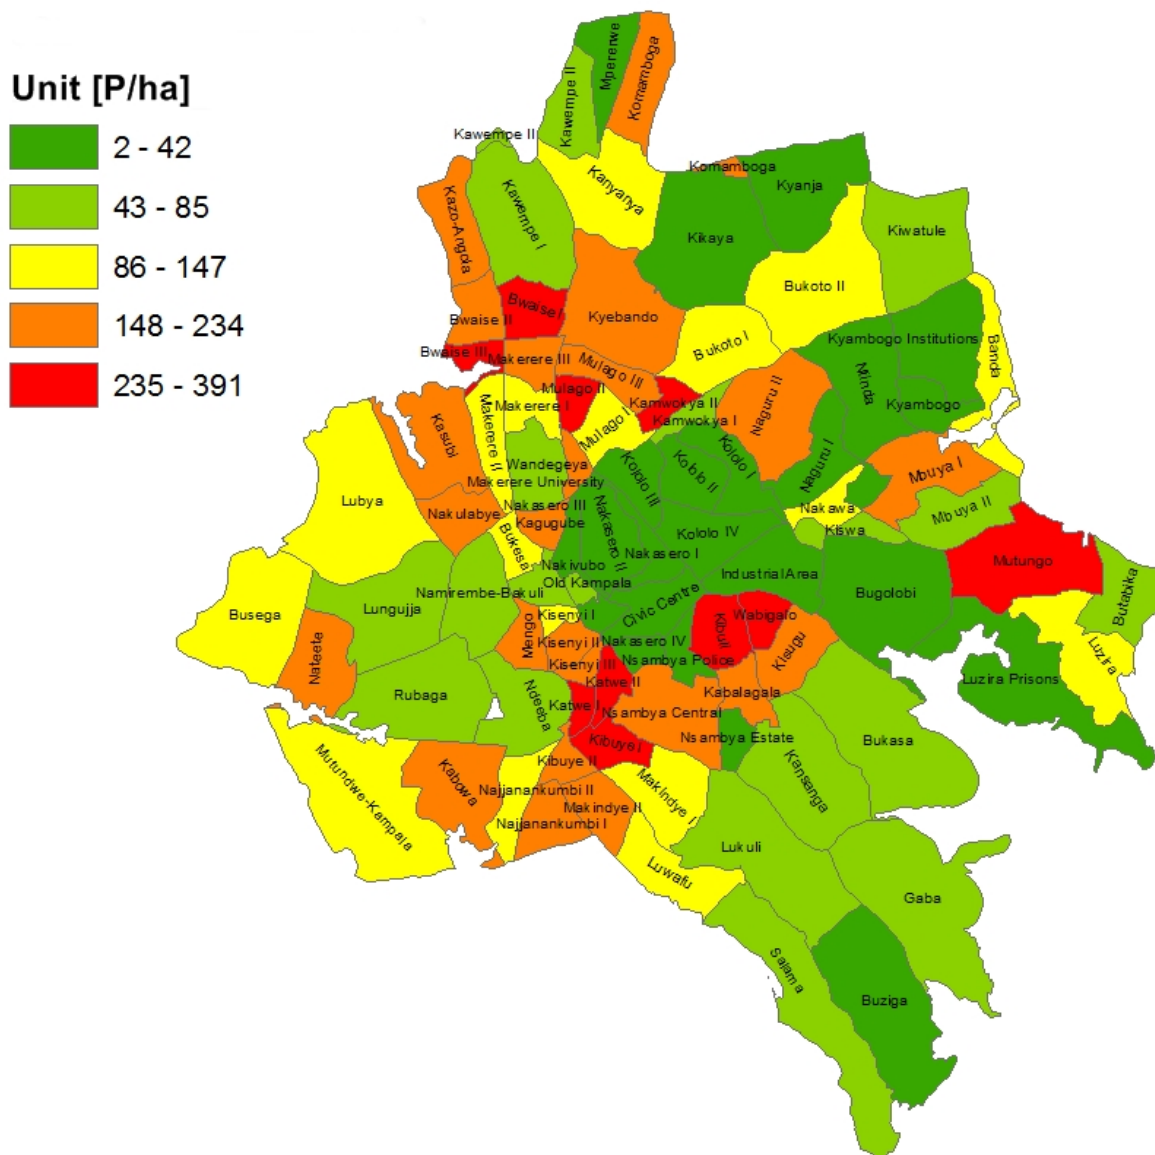 Unit [P/ha]
2 - 42
43 - 85
86 - 147
148 - 234
235 - 391
Mpererwe
Komamboga
Kawempe II
Kawempe II
Komamboga
Kanyanya
Kyanja
Kazo-Angola
Kawempe I
Kikaya
Kiwatule
Bukoto II
Bwaise I
Bwaise II
Kyebando
Bukoto I
Kyambogo Institutions
Banda
Bwaise III
Makerere III
Mulago III
Ntinda
Mulago II
Naguru II
Makerere I
Kamwokya II
Kyambogo
Mulago I
Kamwokya I
Kasubi
Makerere II
Kololo I
Wandegeya
Kololo II
Naguru I
Mbuya I
Makerere University
Kololo III
Lubya
Nakasero III
Nakawa
Mbuya II
Nakulabye
Kagugube
Kiswa
Bukesa
Nakasero II
Kololo IV
Nakasero I
Mutungo
Nakivubo
Industrial Area
Old Kampala
Namirembe-Bakuli
Bugolobi
Butabika
Lungujja
Civic Centre
Busega
Kisenyi I
Wabigalo
Kibuli
Mengo
Kisenyi II
Nakasero IV
Kisugu
Luzira
Nateete
Kisenyi III
Nsambya Police
Katwe II
Luzira Prisons
Rubaga
Ndeeba
Kabalagala
Katwe I
Nsambya Central
Nsambya Estate
Bukasa
Kibuye I
Kibuye II
Kansanga
Mutundwe-Kampala
Kabowa
Najjanankumbi II
Makindye I
Makindye II
Najjanankumbi I
Lukuli
Luwafu
Gaba
Salama
Buziga